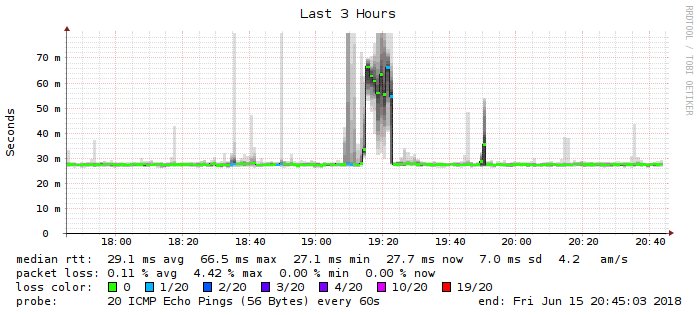 Last 3 Hours
RRDTOOL / TOBI OETIKER
Seconds
70 m
60 m
50 m
40 m
30 m
20 m
10 m
0
18:00 18:20 18:40 19:00 19:20 19:40 20:00 20:20 20:40
median rtt: 29.1 ms avg 66.5 ms max 27.1 ms min 27.7 ms now 7.0 ms sd 4.2 am/s
packet loss: 0.11 % avg 4.42 % max 0.00 % min 0.00 % now
loss color: 0 1/20 2/20 3/20 4/20 10/20 19/20
probe: 20 ICMP Echo Pings (56 Bytes) every 60s end: Fri Jun 15 20:45:03 2018